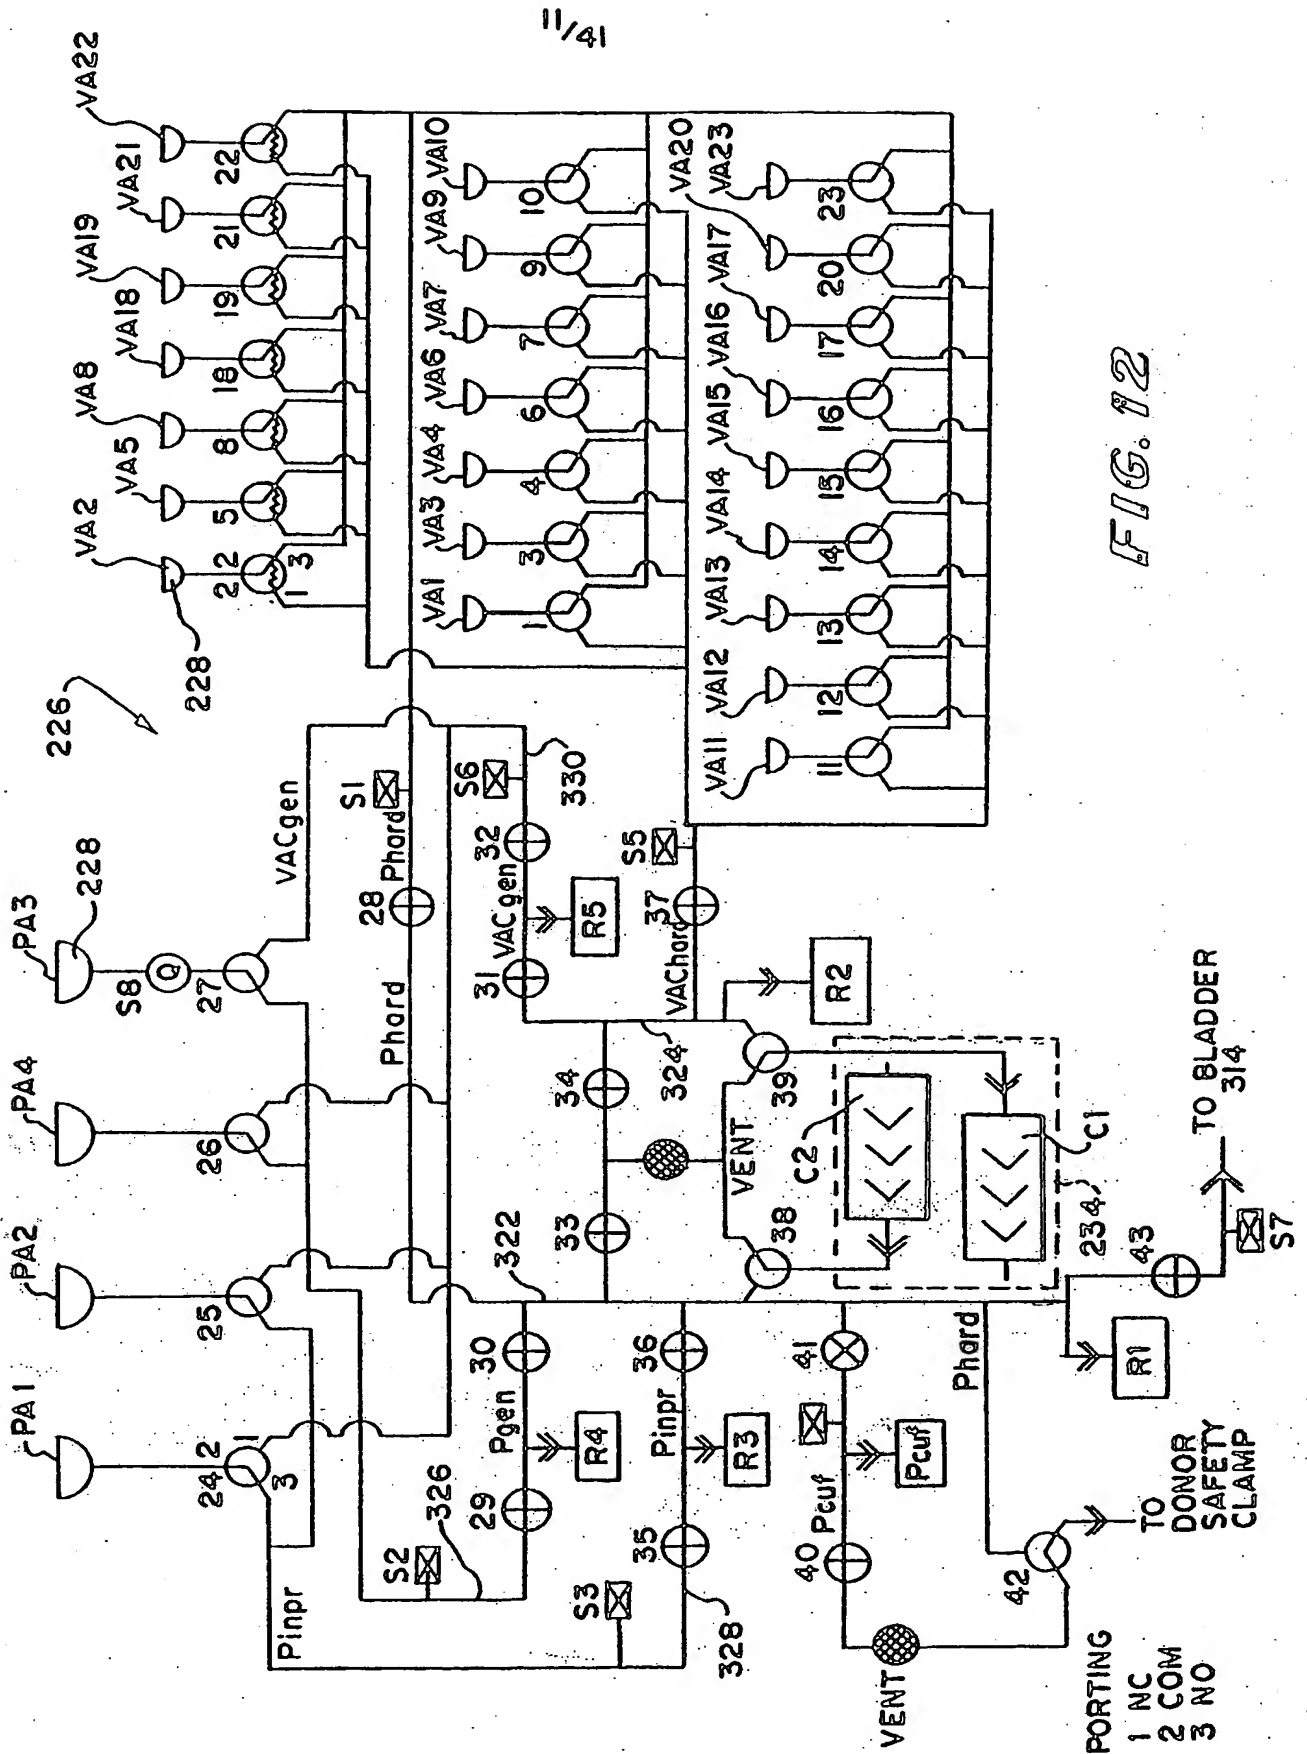 11/41
226
PA1
PA2
PA4
PA3
228
S8
Q
24
2
1
3
25
26
27
VACgen
Pinpr
228
VA2
VA5
VA8
VA18
VA19
VA21
VA22
2
2
1
3
5
8
18
19
21
22
Phard
28
Phard
S1
VA1
VA3
VA4
VA6
VA7
VA9
VA10
1
3
4
6
7
9
10
S2
326
29
Pgen
30
R4
322
31
VACgen
32
S6
330
R5
S3
328
35
Pinpr
36
R3
33
34
VENT
324
VAChard
37
S5
R2
VA11
VA12
VA13
VA14
VA15
VA16
VA17
VA20
VA23
11
12
13
14
15
16
17
20
23
38
39
C2
C1
234
40
Pcuf
41
Pcuf
VENT
Phard
42
TO
DONOR
SAFETY
CLAMP
R1
43
S7
TO BLADDER
314
PORTING
1 NC
2 COM
3 NO
FIG. 12